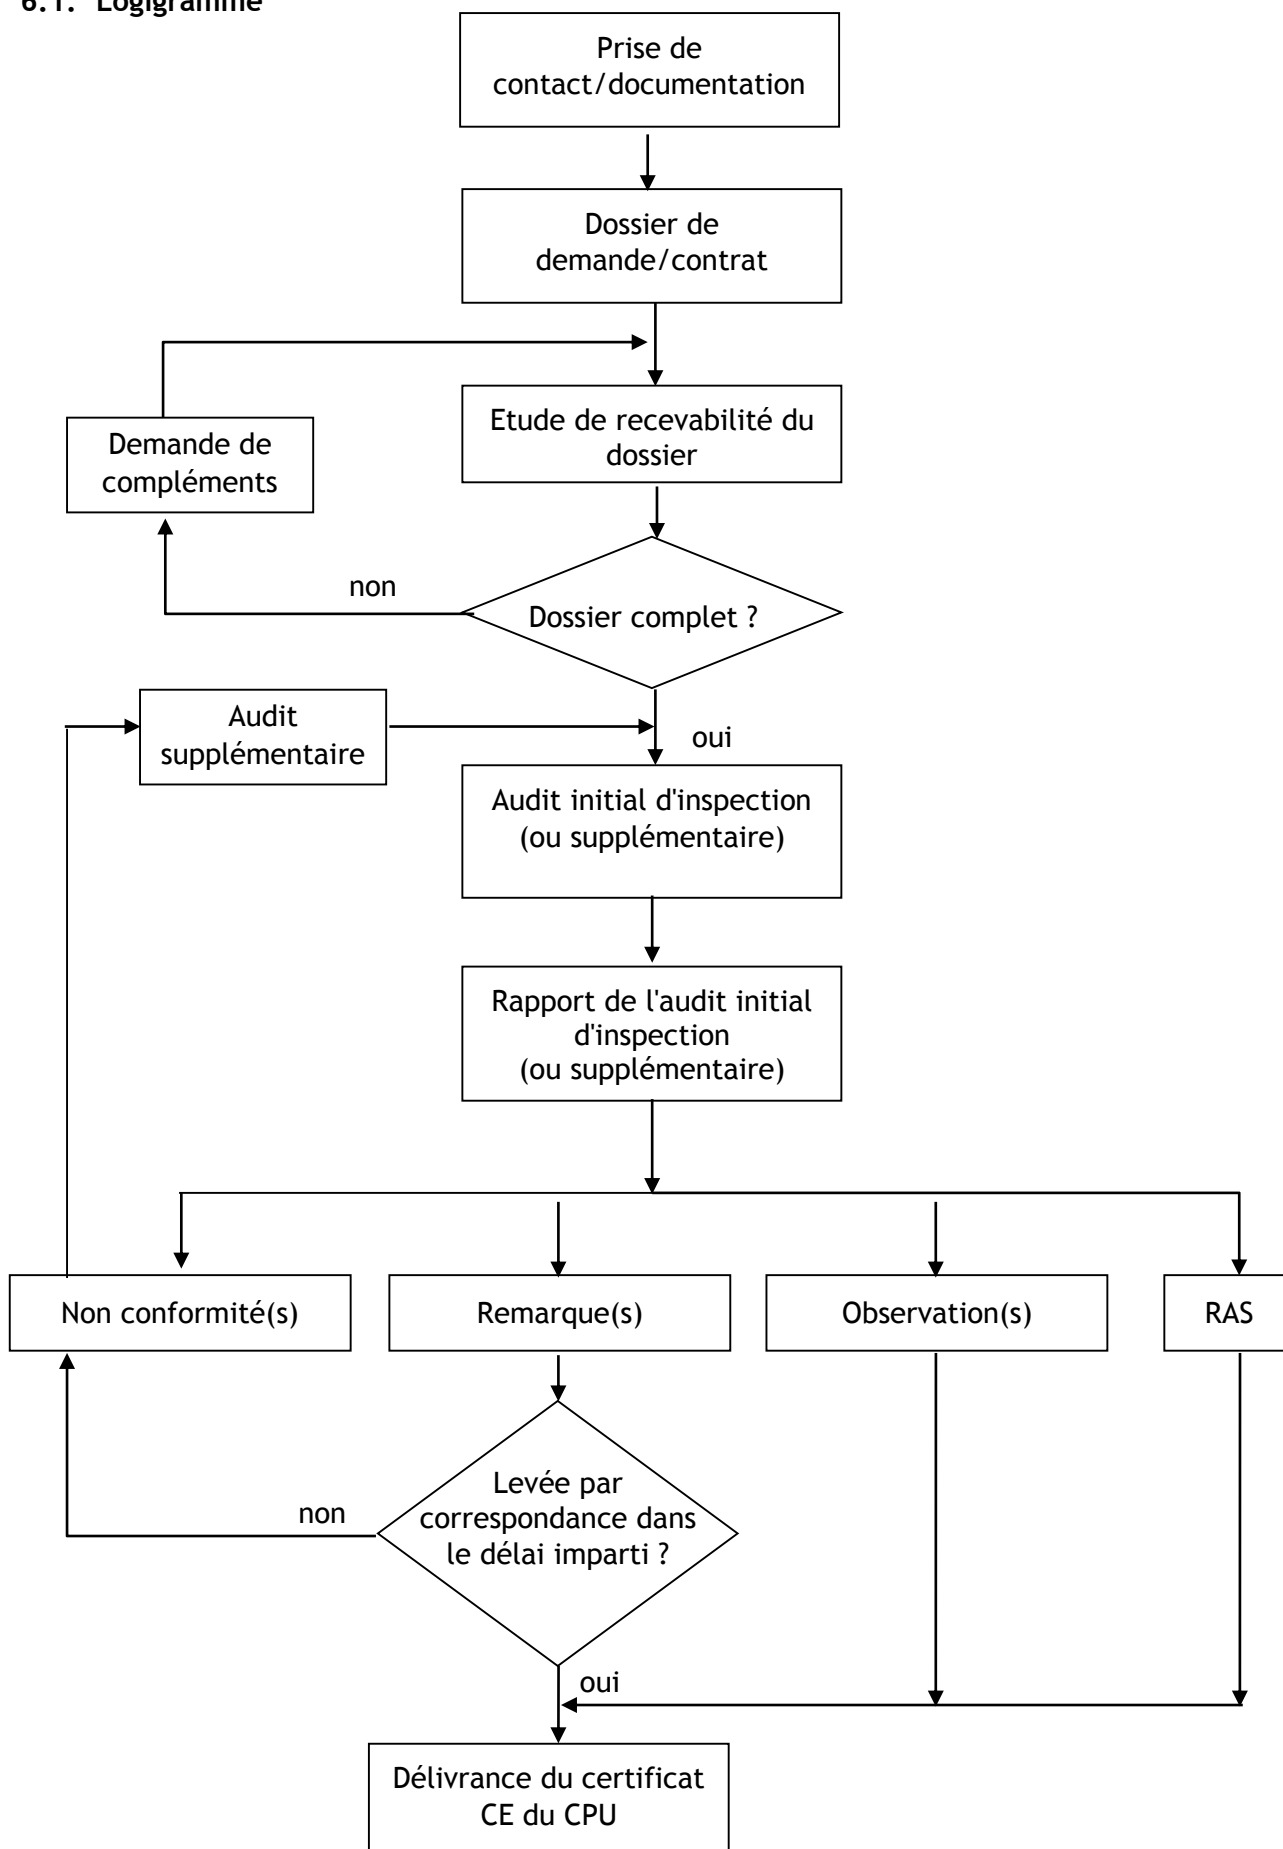 6.1. Logigramme
Prise de
contact/documentation
Dossier de
demande/contrat
Etude de recevabilité du
dossier
Demande de
compléments
non
Dossier complet ?
Audit
supplémentaire
oui
Audit initial d'inspection
(ou supplémentaire)
Rapport de l'audit initial
d'inspection
(ou supplémentaire)
Non conformité(s)
Remarque(s)
Observation(s)
RAS
Levée par
correspondance dans
le délai imparti ?
non
oui
Délivrance du certificat
CE du CPU